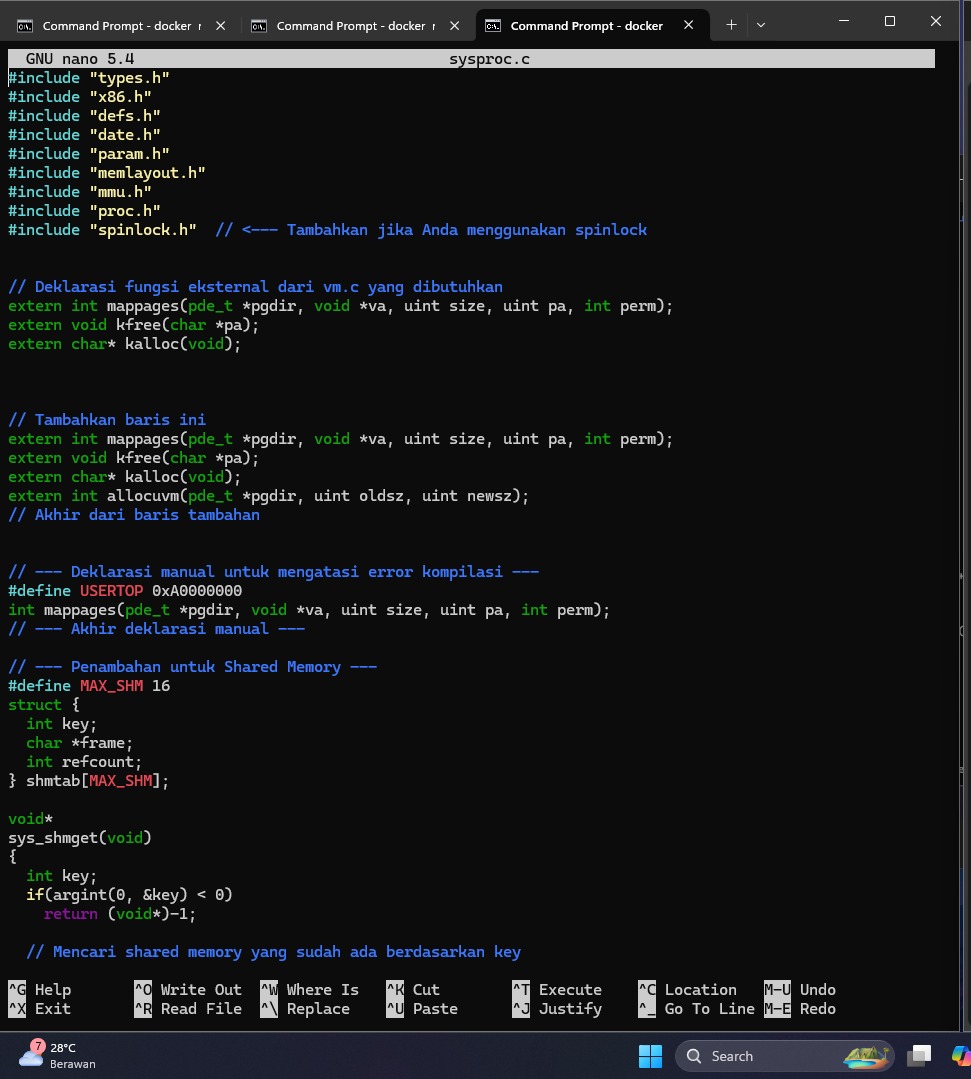 Command Prompt - docker r
Command Prompt - docker r
Command Prompt - docker
GNU nano 5.4 sysproc.c
#include "types.h"
#include "x86.h"
#include "defs.h"
#include "date.h"
#include "param.h"
#include "memlayout.h"
#include "mmu.h"
#include "proc.h"
#include "spinlock.h"  // <--- Tambahkan jika Anda menggunakan spinlock
// Deklarasi fungsi eksternal dari vm.c yang dibutuhkan
extern int mappages(pde_t *pgdir, void *va, uint size, uint pa, int perm);
extern void kfree(char *pa);
extern char* kalloc(void);
// Tambahkan baris ini
extern int mappages(pde_t *pgdir, void *va, uint size, uint pa, int perm);
extern void kfree(char *pa);
extern char* kalloc(void);
extern int allocuvm(pde_t *pgdir, uint oldsz, uint newsz);
// Akhir dari baris tambahan
// --- Deklarasi manual untuk mengatasi error kompilasi ---
#define USERTOP 0xA0000000
int mappages(pde_t *pgdir, void *va, uint size, uint pa, int perm);
// --- Akhir deklarasi manual ---
// --- Penambahan untuk Shared Memory ---
#define MAX_SHM 16
struct {
  int key;
  char *frame;
  int refcount;
} shmtab[MAX_SHM];
void*
sys_shmget(void)
{
  int key;
  if(argint(0, &key) < 0)
    return (void*)-1;
  // Mencari shared memory yang sudah ada berdasarkan key
^G Help ^O Write Out ^W Where Is ^K Cut ^T Execute ^C Location M-U Undo
^X Exit ^R Read File ^\ Replace ^U Paste ^J Justify ^_ Go To Line M-E Redo
7
28°C
Berawan
Search